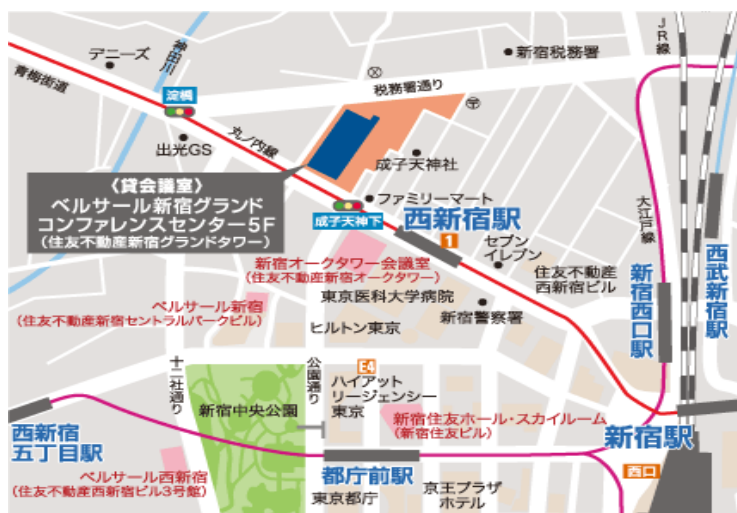 JR線
デニーズ
神田川
新宿税務署
青梅街道
税務署通り
淀橋
丸ノ内線
出光GS
成子天神社
〈貸会議室〉
ベルサール新宿グランド
コンファレンスセンター5F
(住友不動産新宿グランドタワー)
ファミリーマート
成子天神下
西新宿駅
1
大江戸線
セブン
イレブン
新宿オークタワー会議室
(住友不動産新宿オークタワー)
住友不動産
西新宿ビル
西武新宿駅
新宿西口駅
東京医科大学病院
ベルサール新宿
(住友不動産新宿セントラルパークビル)
新宿警察署
ヒルトン東京
十二社通り
公園通り
E4
ハイアット
リージェンシー
東京
新宿中央公園
新宿住友ホール・スカイルーム
(新宿住友ビル)
西新宿
五丁目駅
新宿駅
都庁前駅
西口
ベルサール西新宿
(住友不動産西新宿ビル3号館)
東京都庁
京王プラザ
ホテル